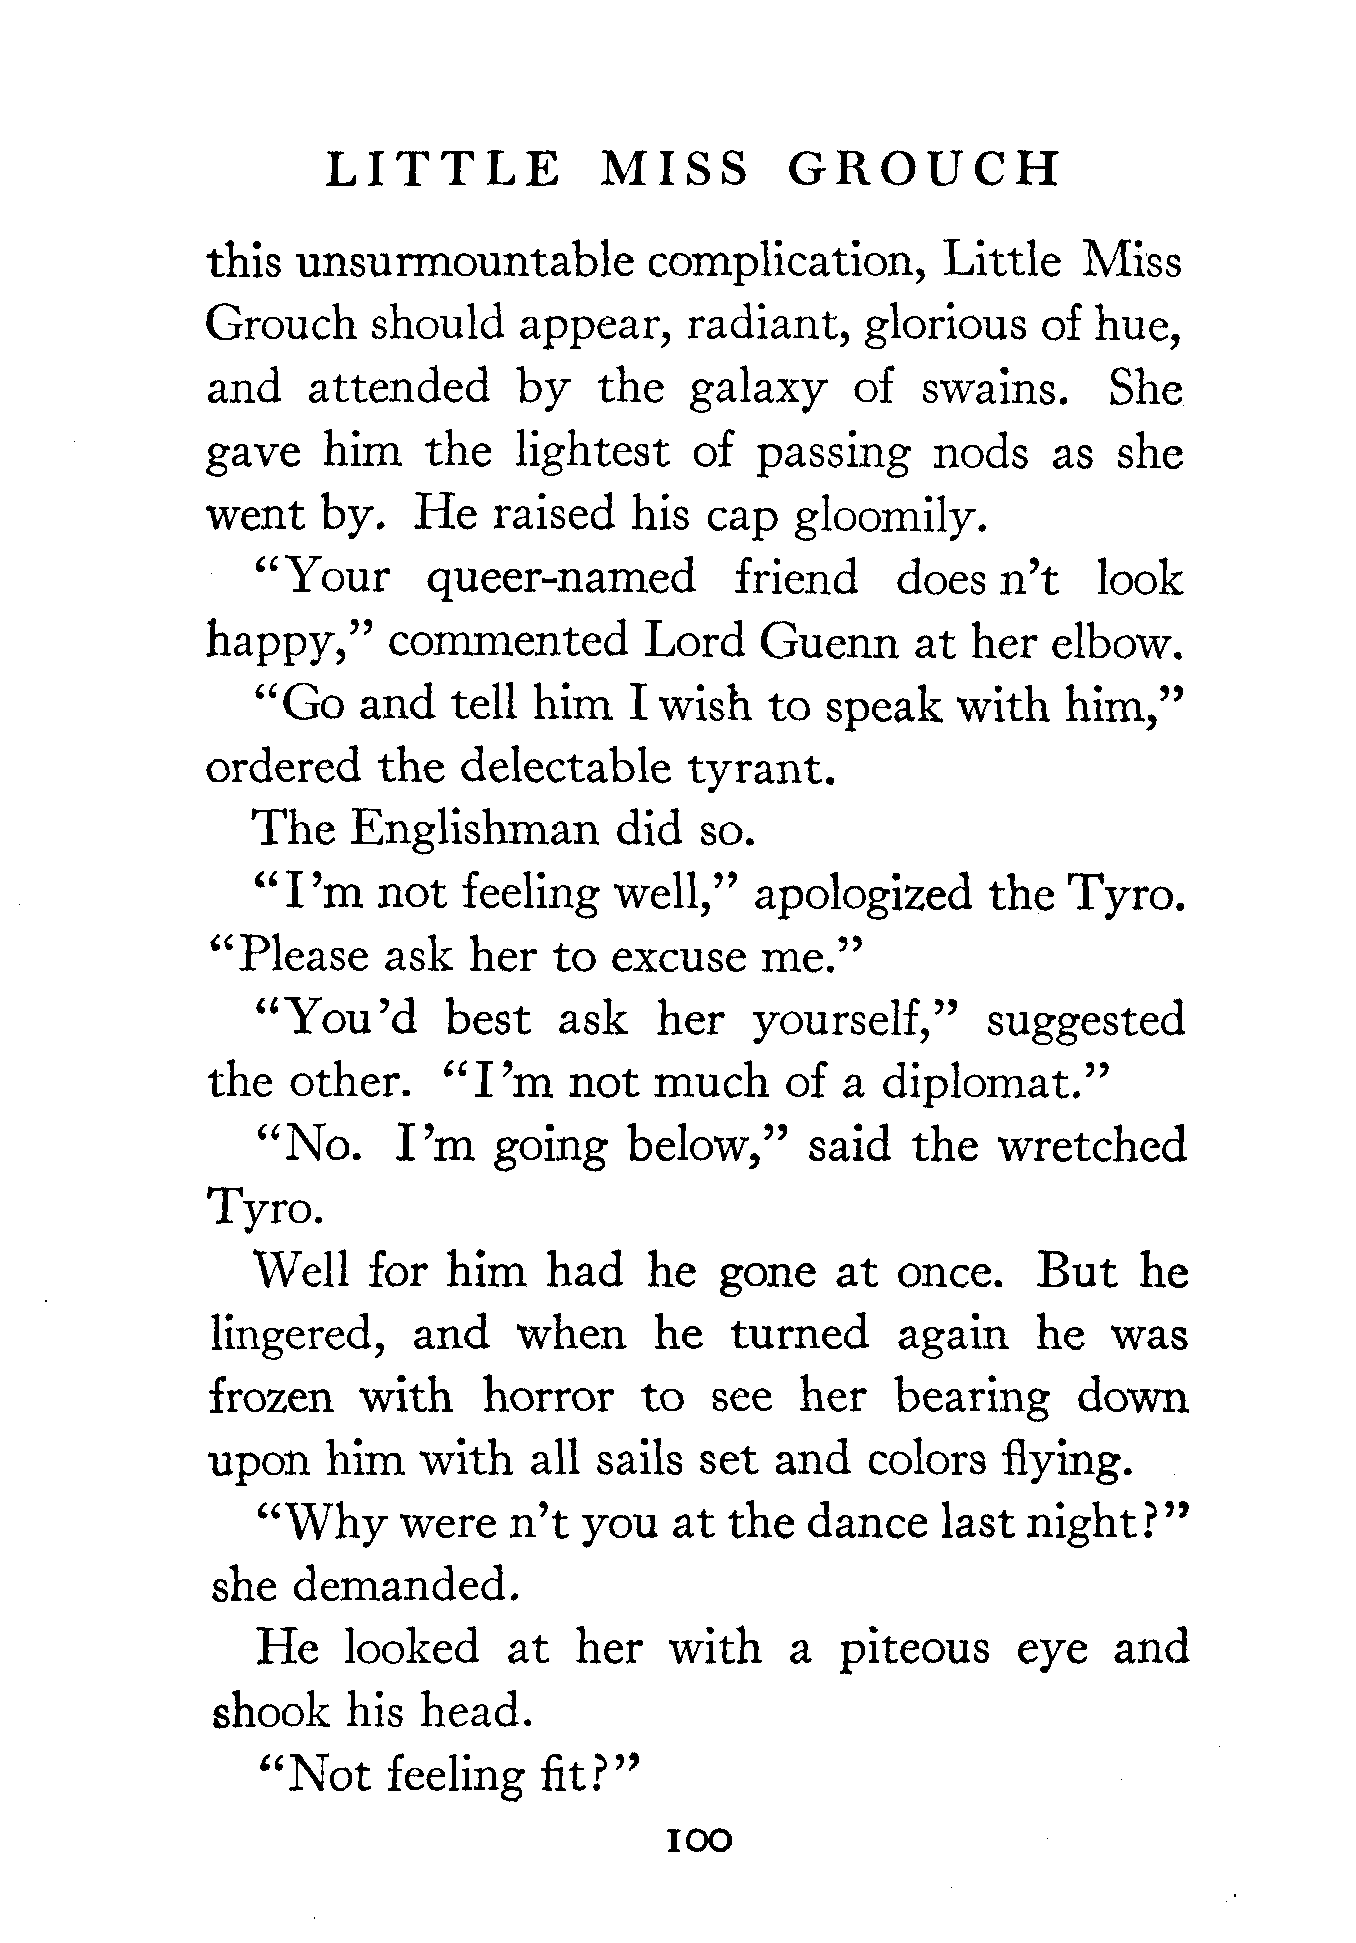 LITTLE MISS GROUCH
this unsurmountable complication, Little Miss
Grouch should appear, radiant, glorious of hue,
and attended by the galaxy of swains. She
gave him the lightest of passing nods as she
went by. He raised his cap gloomily.
“Your queer-named friend does n’t look
happy,” commented Lord Guenn at her elbow.
“Go and tell him I wish to speak with him,”
ordered the delectable tyrant.
The Englishman did so.
“I’m not feeling well,” apologized the Tyro.
“Please ask her to excuse me.”
“You’d best ask her yourself,” suggested
the other. “I’m not much of a diplomat.”
“No. I’m going below,” said the wretched
Tyro.
Well for him had he gone at once. But he
lingered, and when he turned again he was
frozen with horror to see her bearing down
upon him with all sails set and colors flying.
“Why were n’t you at the dance last night?”
she demanded.
He looked at her with a piteous eye and
shook his head.
“Not feeling fit?”
100